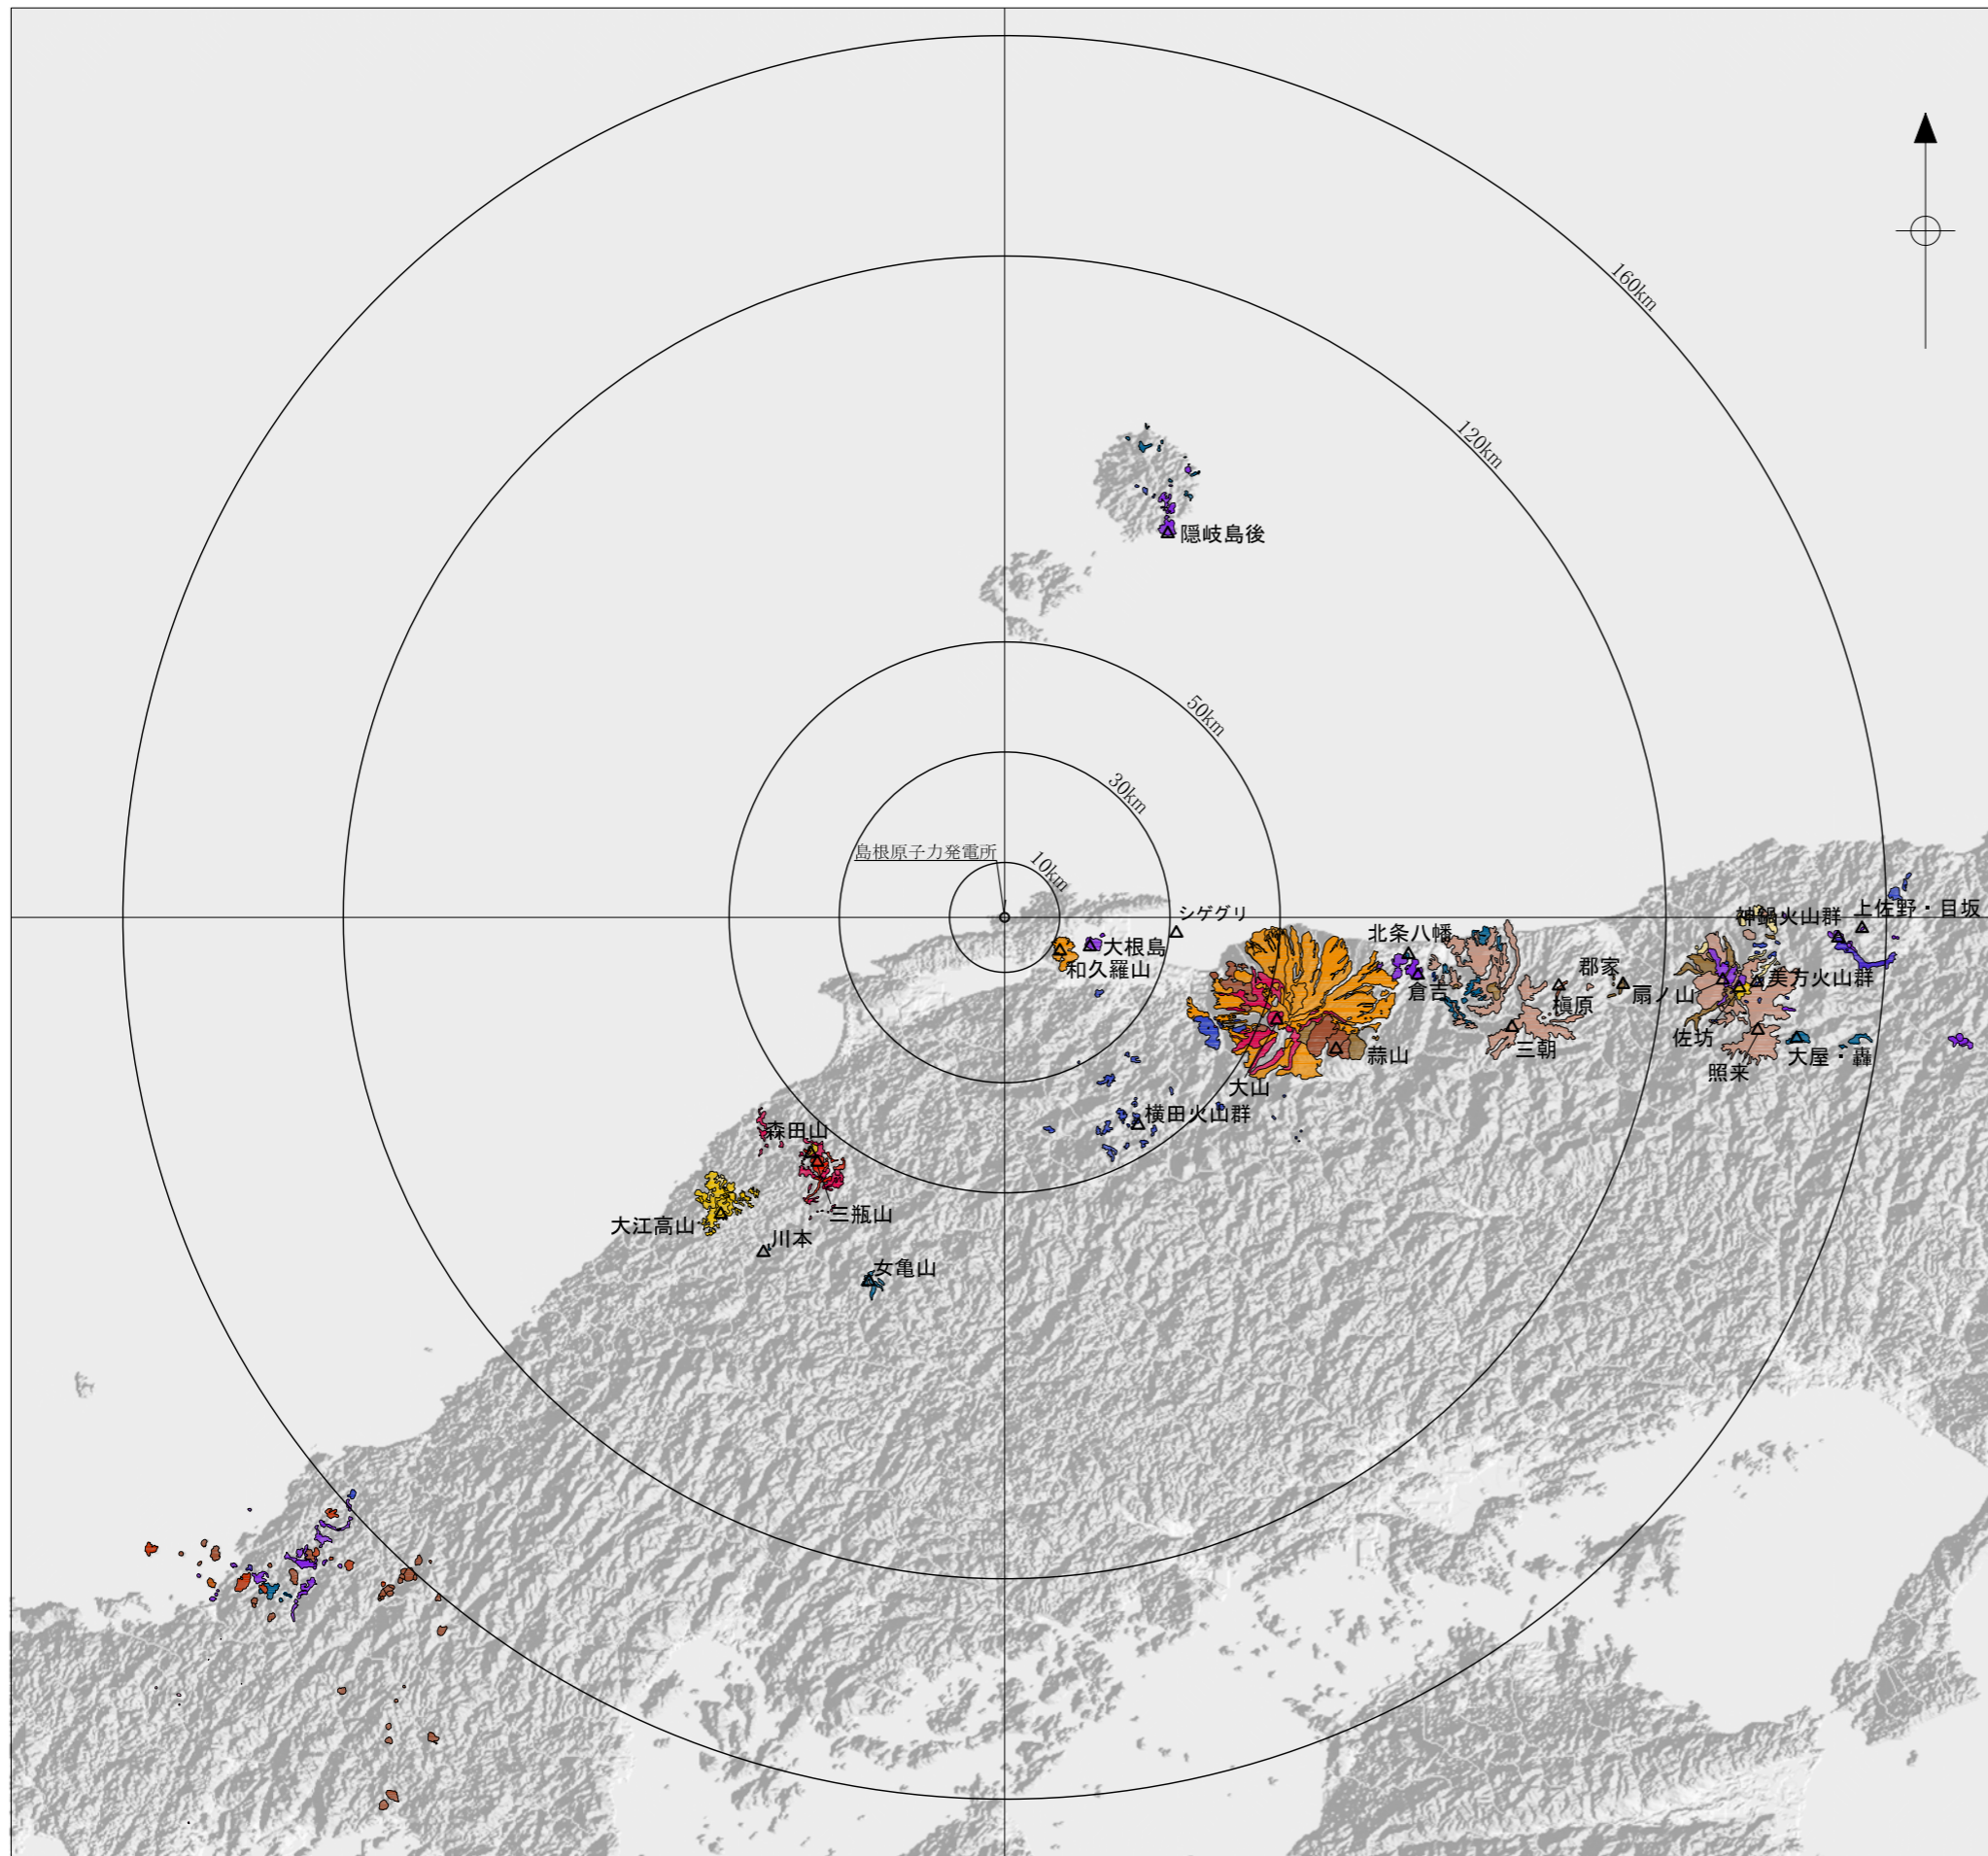 160km
120km
隠岐島後
50km
30km
島根原子力発電所
10km
シゲグリ
神鍋火山群
上佐野・目坂
北条八幡
大根島
和久羅山
郡家
美方火山群
倉吉
扇ノ山
槇原
佐坊
三朝
蒜山
大屋・轟
照来
大山
横田火山群
森田山
三瓶山
大江高山
川本
女亀山